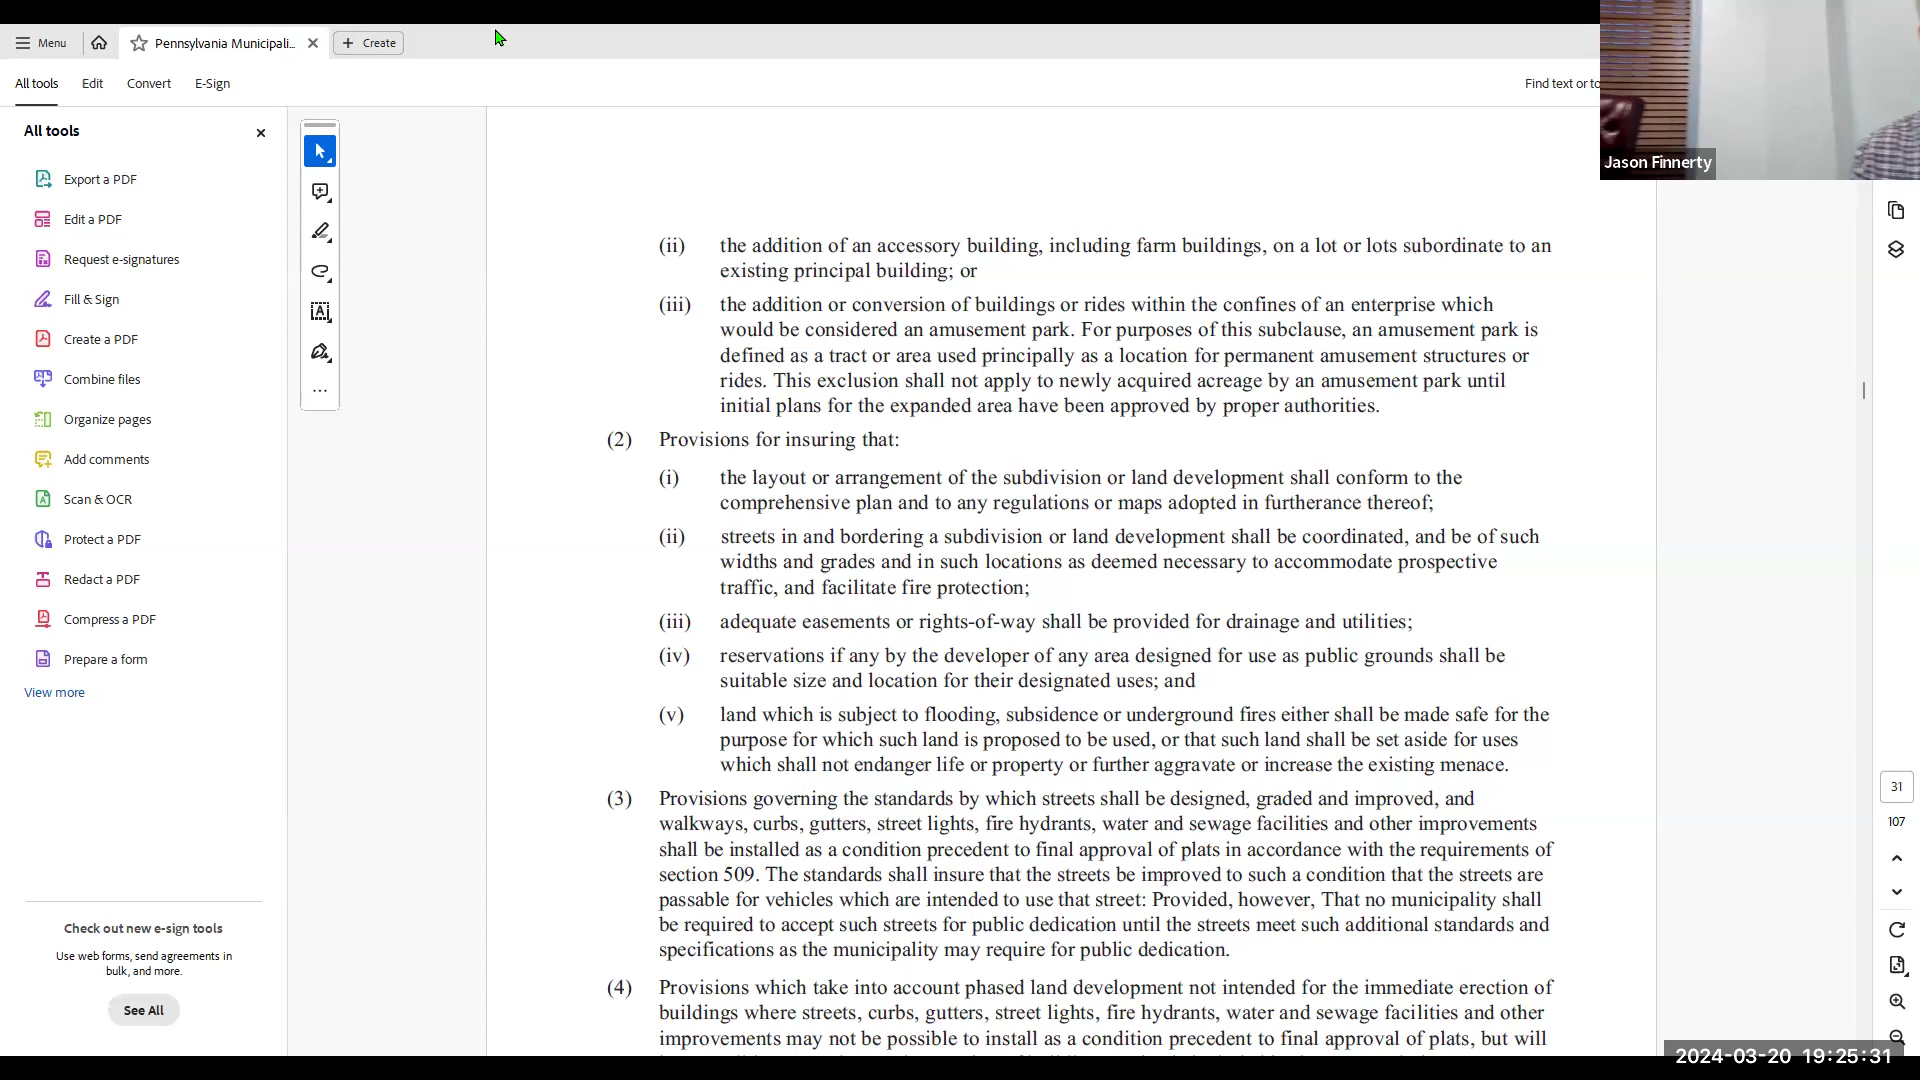 Menu
Pennsylvania Municipali...
Create
All tools
Edit
Convert
E-Sign
Find text or to
Jason Finnerty
All tools
Export a PDF
Edit a PDF
Request e-signatures
Fill & Sign
Create a PDF
Combine files
Organize pages
Add comments
Scan & OCR
Protect a PDF
Redact a PDF
Compress a PDF
Prepare a form
View more
Check out new e-sign tools
Use web forms, send agreements in
bulk, and more.
See All
(ii) the addition of an accessory building, including farm buildings, on a lot or lots subordinate to an
existing principal building; or
(iii) the addition or conversion of buildings or rides within the confines of an enterprise which
would be considered an amusement park. For purposes of this subclause, an amusement park is
defined as a tract or area used principally as a location for permanent amusement structures or
rides. This exclusion shall not apply to newly acquired acreage by an amusement park until
initial plans for the expanded area have been approved by proper authorities.
(2) Provisions for insuring that:
(i) the layout or arrangement of the subdivision or land development shall conform to the
comprehensive plan and to any regulations or maps adopted in furtherance thereof;
(ii) streets in and bordering a subdivision or land development shall be coordinated, and be of such
widths and grades and in such locations as deemed necessary to accommodate prospective
traffic, and facilitate fire protection;
(iii) adequate easements or rights-of-way shall be provided for drainage and utilities;
(iv) reservations if any by the developer of any area designed for use as public grounds shall be
suitable size and location for their designated uses; and
(v) land which is subject to flooding, subsidence or underground fires either shall be made safe for the
purpose for which such land is proposed to be used, or that such land shall be set aside for uses
which shall not endanger life or property or further aggravate or increase the existing menace.
(3) Provisions governing the standards by which streets shall be designed, graded and improved, and
walkways, curbs, gutters, street lights, fire hydrants, water and sewage facilities and other improvements
shall be installed as a condition precedent to final approval of plats in accordance with the requirements of
section 509. The standards shall insure that the streets be improved to such a condition that the streets are
passable for vehicles which are intended to use that street: Provided, however, That no municipality shall
be required to accept such streets for public dedication until the streets meet such additional standards and
specifications as the municipality may require for public dedication.
(4) Provisions which take into account phased land development not intended for the immediate erection of
buildings where streets, curbs, gutters, street lights, fire hydrants, water and sewage facilities and other
improvements may not be possible to install as a condition precedent to final approval of plats, but will
31
107
2024-03-20 19:25:31